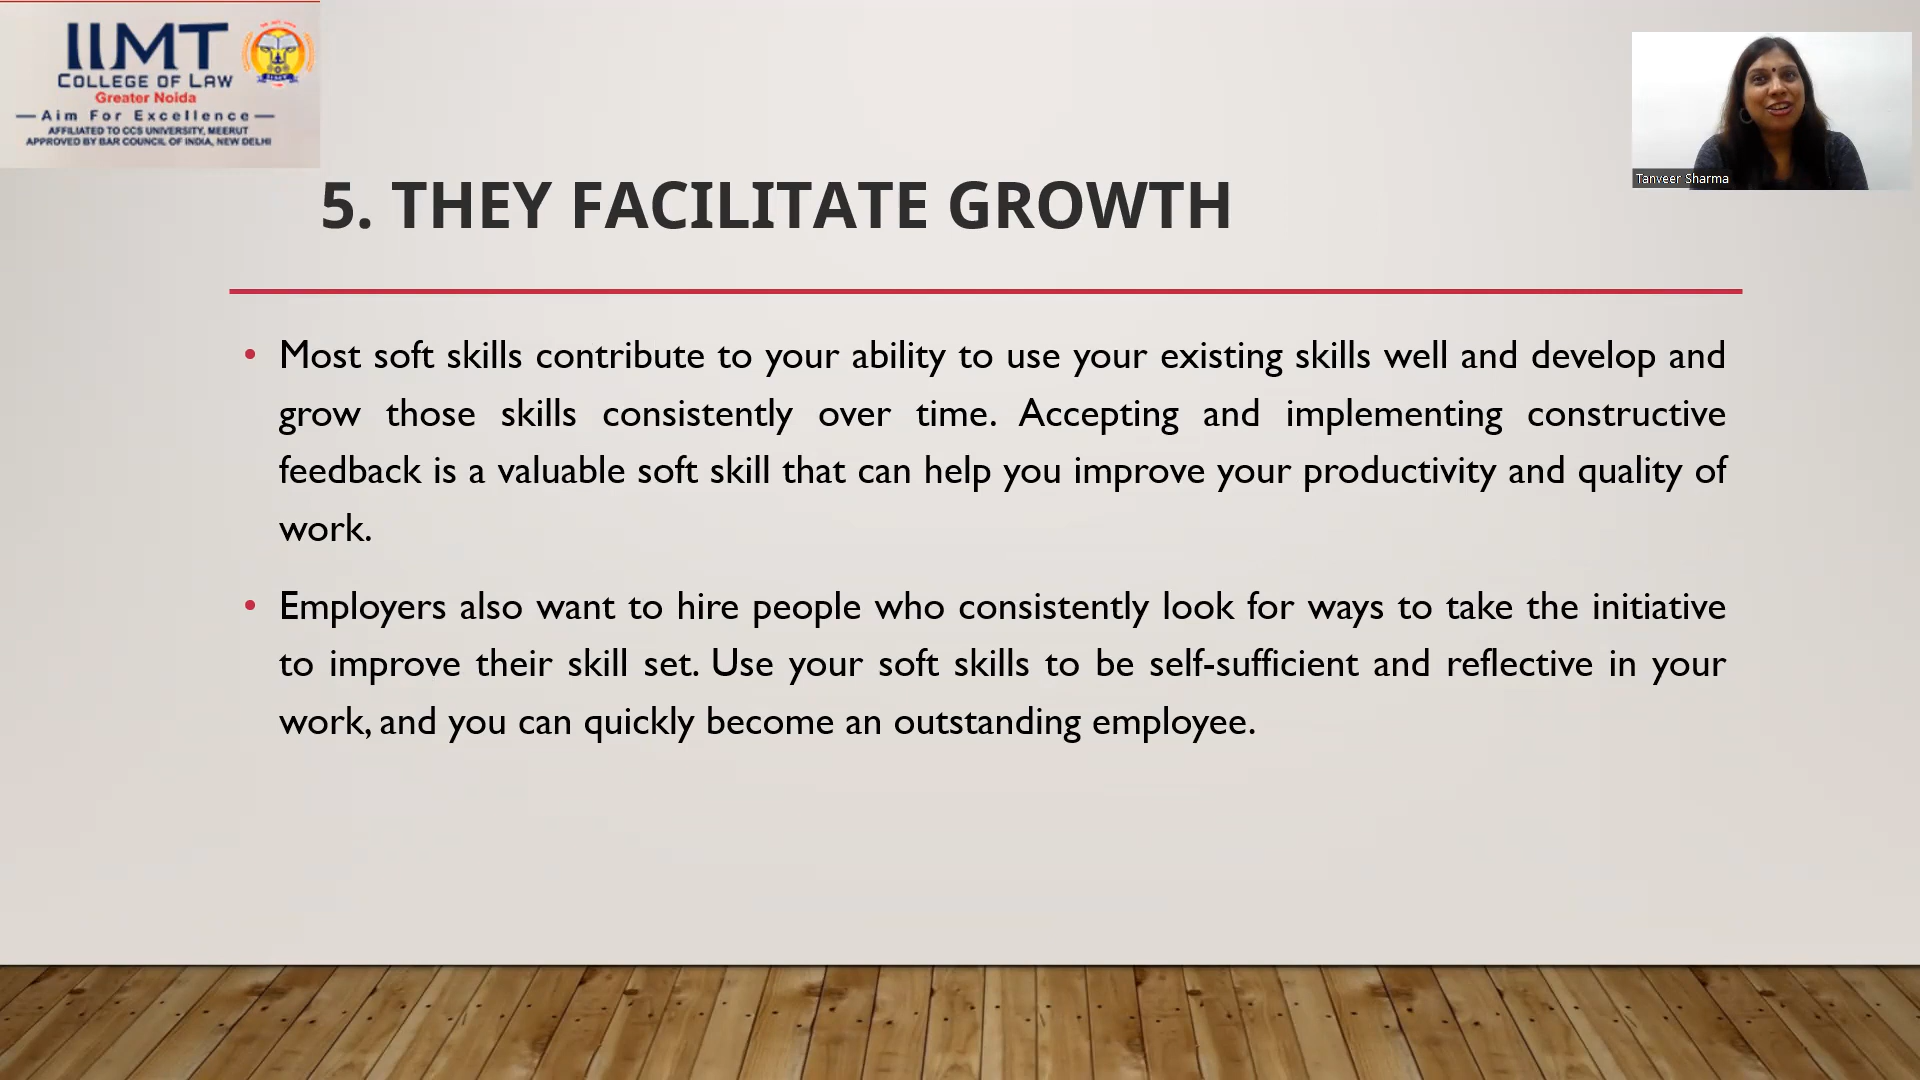 IIMT
COLLEGE OF LAW
Greater Noida
— Aim For Excellence —
AFFILIATED TO CCS UNIVERSITY, MEERUT
APPROVED BY BAR COUNCIL OF INDIA, NEW DELHI
Tanveer Sharma
5. THEY FACILITATE GROWTH
• Most soft skills contribute to your ability to use your existing skills well and develop and
grow those skills consistently over time. Accepting and implementing constructive
feedback is a valuable soft skill that can help you improve your productivity and quality of
work.
• Employers also want to hire people who consistently look for ways to take the initiative
to improve their skill set. Use your soft skills to be self-sufficient and reflective in your
work, and you can quickly become an outstanding employee.